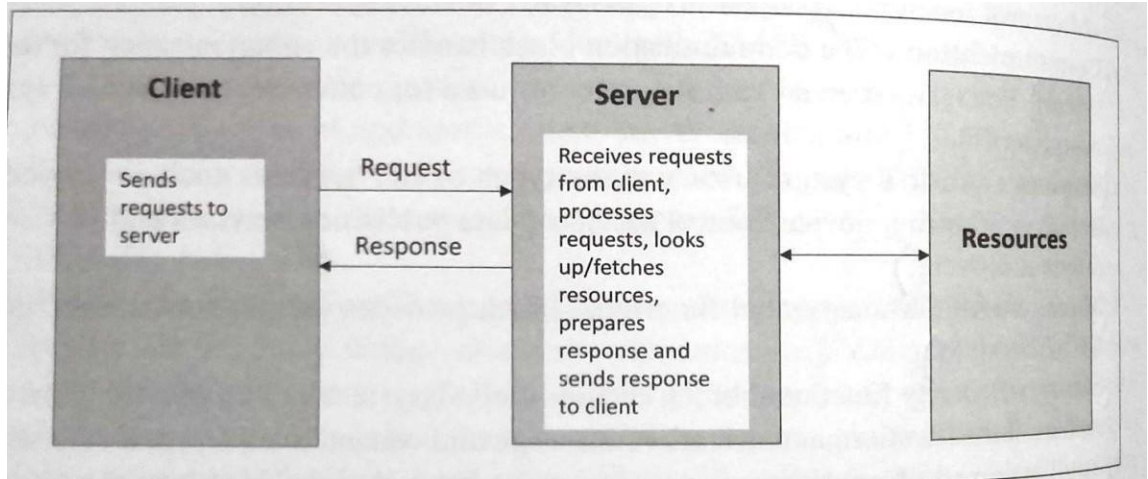 Client
Sends
requests to
server
Request
Response
Server
Receives requests
from client,
processes
requests, looks
up/fetches
resources,
prepares
response and
sends response
to client
Resources